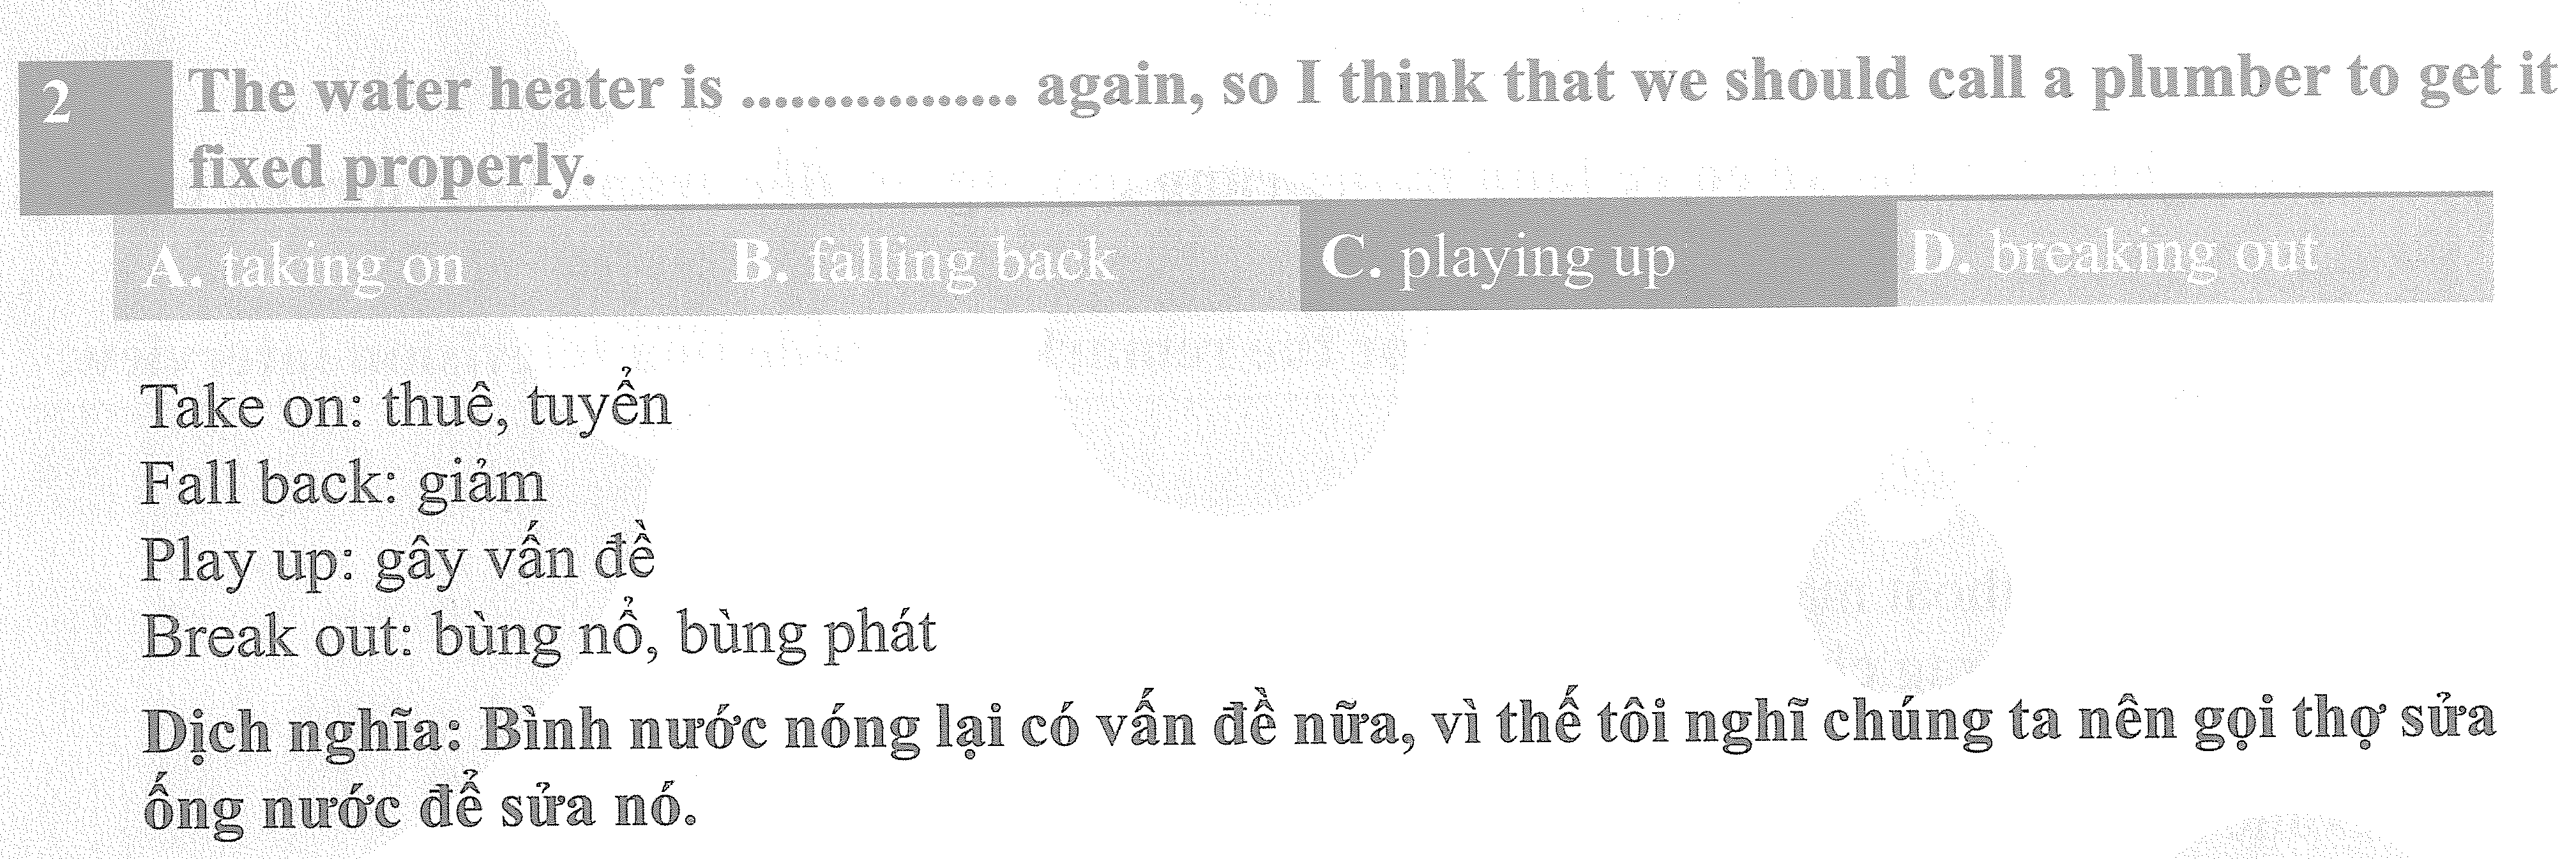 2 The water heater is ............... again, so I think that we should call a plumber to get it
fixed properly.
A. taking on B. falling back C. playing up D. breaking out
Take on: thuê, tuyển
Fall back: giảm
Play up: gây vấn đề
Break out: bùng nổ, bùng phát
Dịch nghĩa: Bình nước nóng lại có vấn đề nữa, vì thế tôi nghĩ chúng ta nên gọi thợ sửa
ống nước để sửa nó.